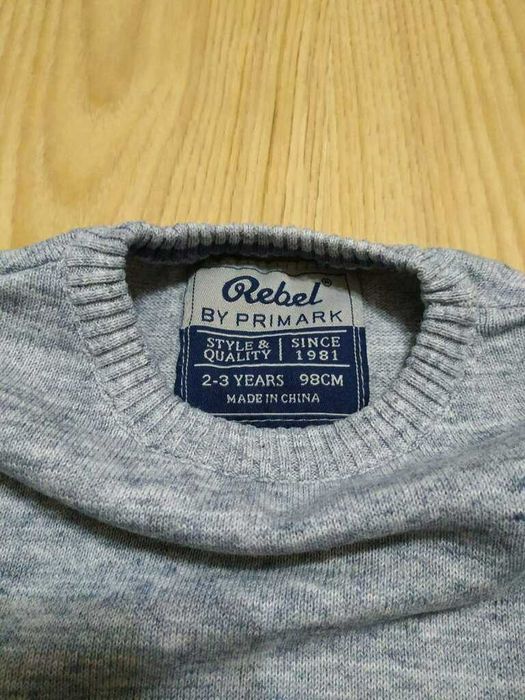 Rebel®
BY PRIMARK
STYLE & QUALITY | SINCE 1981
2-3 YEARS 98CM
MADE IN CHINA